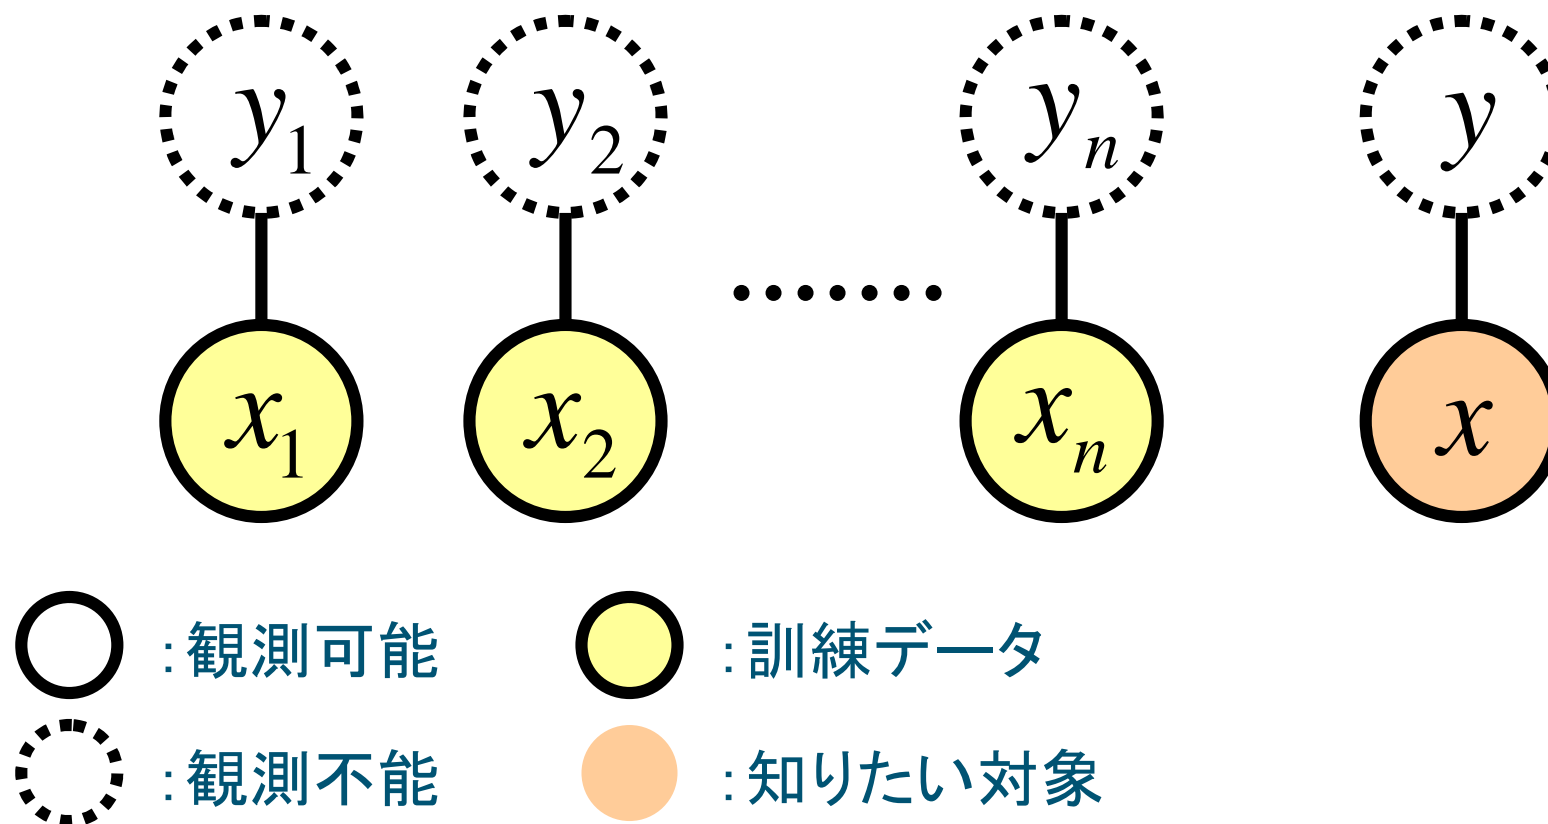 y₁ y₂ yₙ y
.......
x₁ x₂ xₙ x
:観測可能 :訓練データ
:観測不能 :知りたい対象